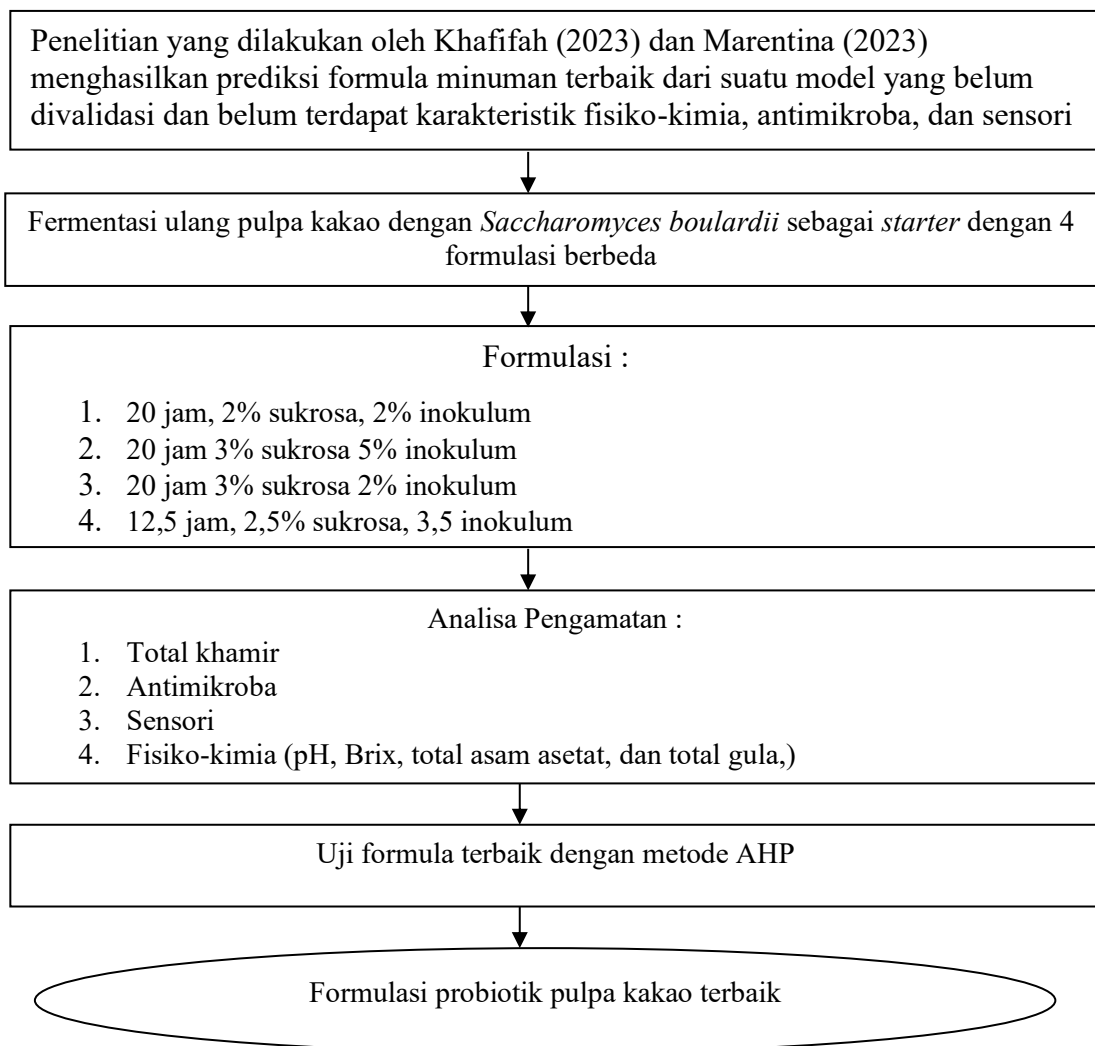 Penelitian yang dilakukan oleh Khafifah (2023) dan Marentina (2023)
menghasilkan prediksi formula minuman terbaik dari suatu model yang belum
divalidasi dan belum terdapat karakteristik fisiko-kimia, antimikroba, dan sensori
Fermentasi ulang pulpa kakao dengan Saccharomyces boulardii sebagai starter dengan 4
formulasi berbeda
Formulasi :
1. 20 jam, 2% sukrosa, 2% inokulum
2. 20 jam 3% sukrosa 5% inokulum
3. 20 jam 3% sukrosa 2% inokulum
4. 12,5 jam, 2,5% sukrosa, 3,5 inokulum
Analisa Pengamatan :
1. Total khamir
2. Antimikroba
3. Sensori
4. Fisiko-kimia (pH, Brix, total asam asetat, dan total gula,)
Uji formula terbaik dengan metode AHP
Formulasi probiotik pulpa kakao terbaik